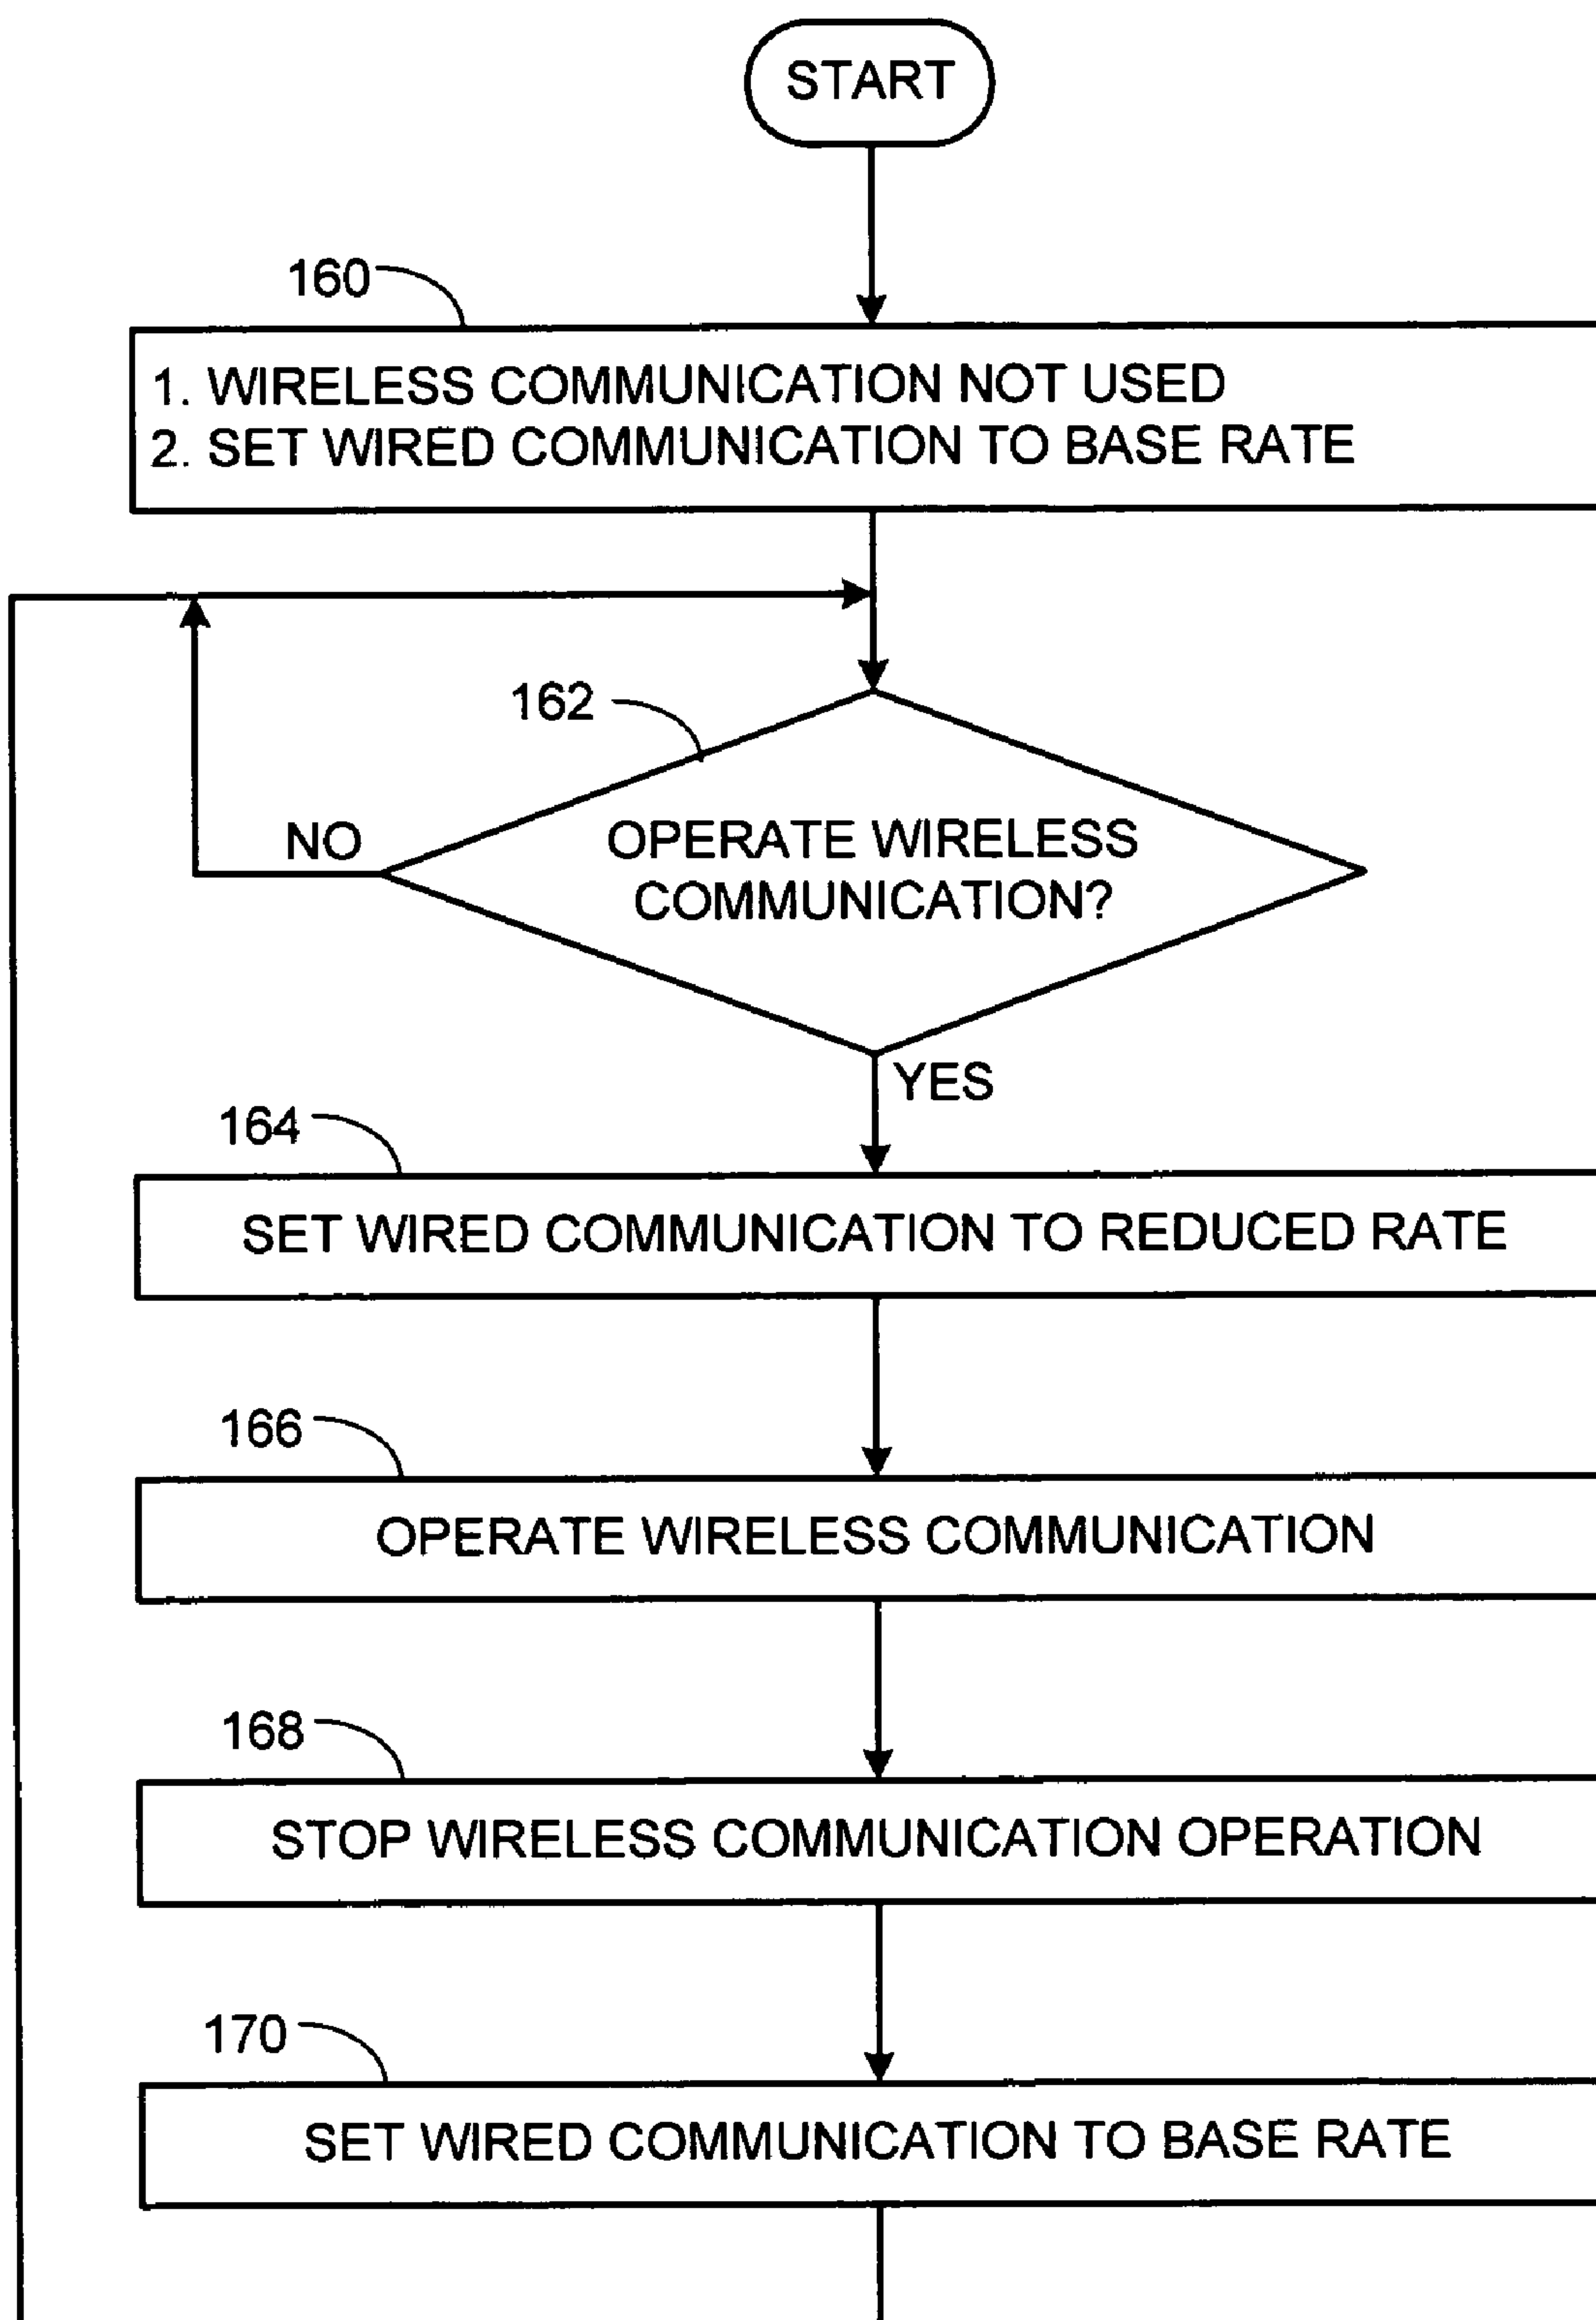 START
160
1. WIRELESS COMMUNICATION NOT USED
2. SET WIRED COMMUNICATION TO BASE RATE
162
OPERATE WIRELESS
COMMUNICATION?
NO
YES
164
SET WIRED COMMUNICATION TO REDUCED RATE
166
OPERATE WIRELESS COMMUNICATION
168
STOP WIRELESS COMMUNICATION OPERATION
170
SET WIRED COMMUNICATION TO BASE RATE